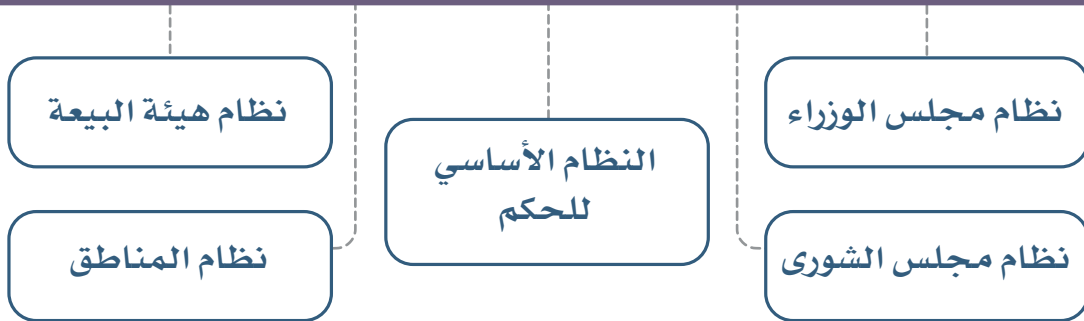 نظام مجلس الوزراء
نظام هيئة البيعة
النظام الأساسي
للحكم
نظام مجلس الشورى
نظام المناطق